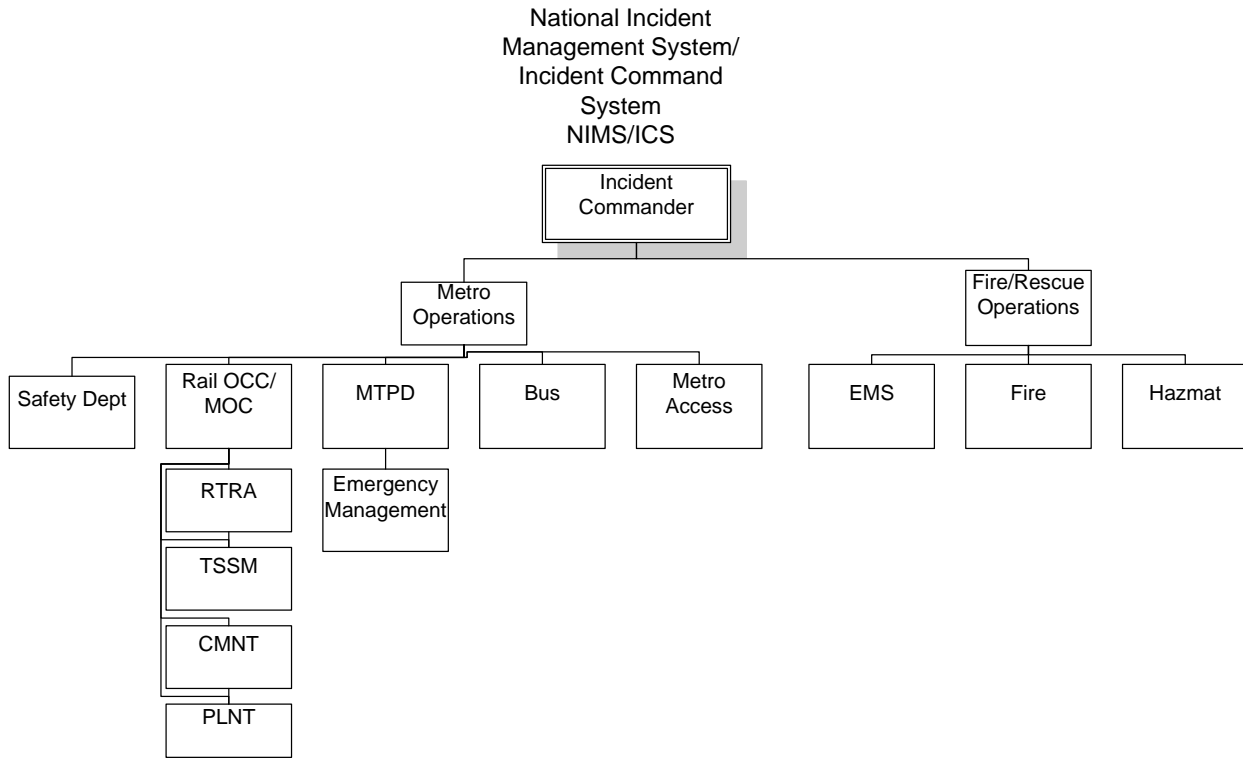 National Incident
Management System/
Incident Command
System
NIMS/ICS
Incident
Commander
Metro
Operations
Fire/Rescue
Operations
Safety Dept
Rail OCC/
MOC
MTPD
Bus
Metro
Access
EMS
Fire
Hazmat
RTRA
Emergency
Management
TSSM
CMNT
PLNT